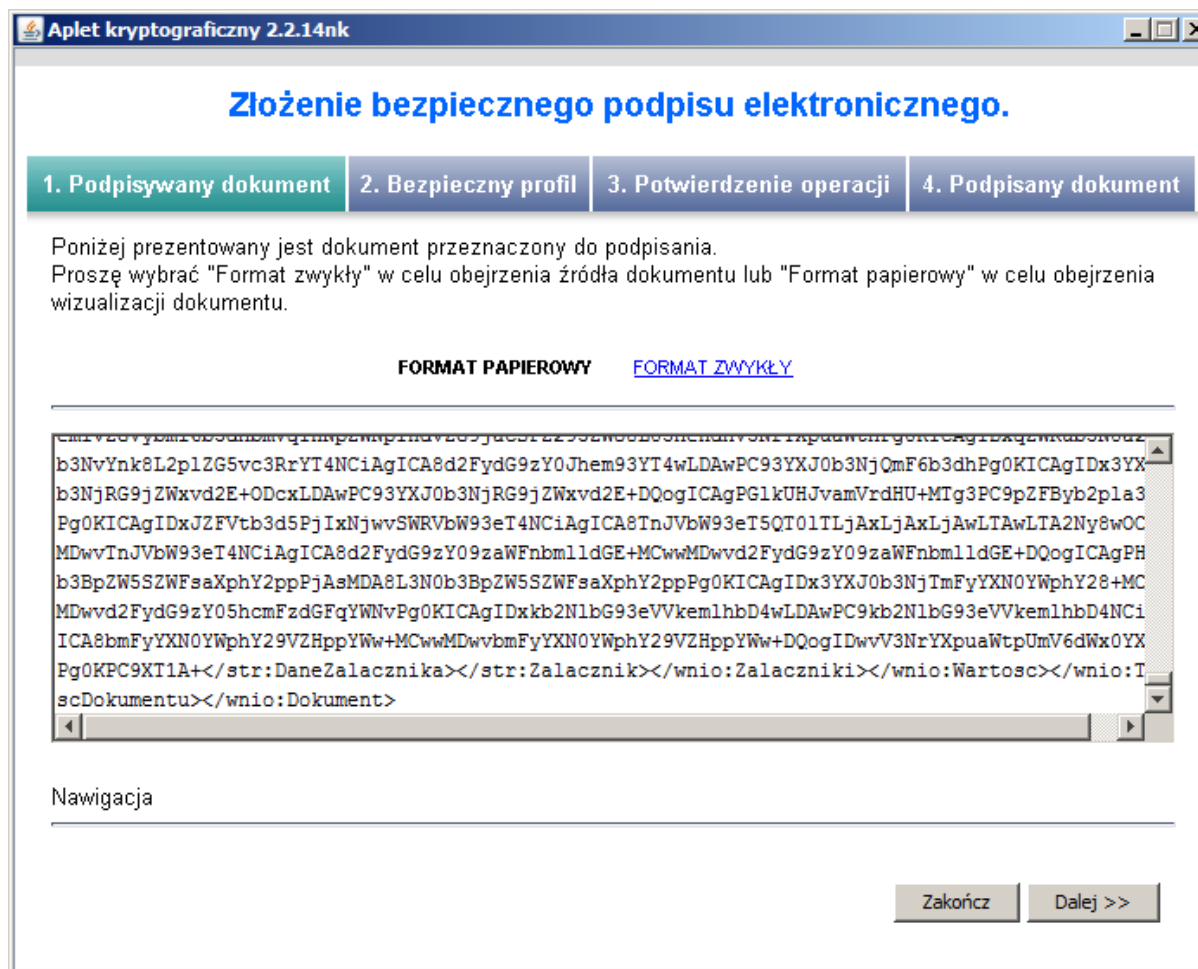 Aplet kryptograficzny 2.2.14nk
Złożenie bezpiecznego podpisu elektronicznego.
1. Podpisywany dokument 2. Bezpieczny profil 3. Potwierdzenie operacji 4. Podpisany dokument
Poniżej prezentowany jest dokument przeznaczony do podpisania.
Proszę wybrać "Format zwykły" w celu obejrzenia źródła dokumentu lub "Format papierowy" w celu obejrzenia
wizualizacji dokumentu.
FORMAT PAPIEROWY FORMAT ZWYKŁY
b3NvYnk8L2plZG5vc3RrYT4NCiAgICA8d2FydG9zY0Jhem93YT4wLDAwPC93YXJ0b3NjQmF6b3dhPg0KICAgIDx3YX
b3NjRG9jZWxvd2E+ODcxLDAwPC93YXJ0b3NjRG9jZWxvd2E+DQogICAgPGlkUHJvamVrdHU+MTg3PC9pZFByb2pla3
Pg0KICAgIDxJZFVtb3d5PjIxNjwvSWRVbW93eT4NCiAgICA8TnJVbW93eT5QT01TLjAxLjAxLjAwLTAwLTA2Ny8wOC
MDwvTnJVbW93eT4NCiAgICA8d2FydG9zY09zaWFnbmlldGE+MCwwMDwvd2FydG9zY09zaWFnbmlldGE+DQogICAgPH
b3BpZW5SZWFsaXphY2ppPjAsMDA8L3N0b3BpZW5SZWFsaXphY2ppPg0KICAgIDx3YXJ0b3NjTmFyYXN0YWphY28+MC
MDwvd2FydG9zY05hcmFzdGFqYWNvPg0KICAgIDxkb2NlbG93eVVkemlhbD4wLDAwPC9kb2NlbG93eVVkemlhbD4NCi
ICA8bmFyYXN0YWphY29VZHppYWw+MCwwMDwvbmFyYXN0YWphY29VZHppYWw+DQogIDwvV3NrYXpuaWtpUmV6dWx0YX
Pg0KPC9XT1A+</str:DaneZalacznika></str:Zalacznik></wnio:Zalaczniki></wnio:Wartosc></wnio:T
scDokumentu></wnio:Dokument>
Nawigacja
Zakończ Dalej >>